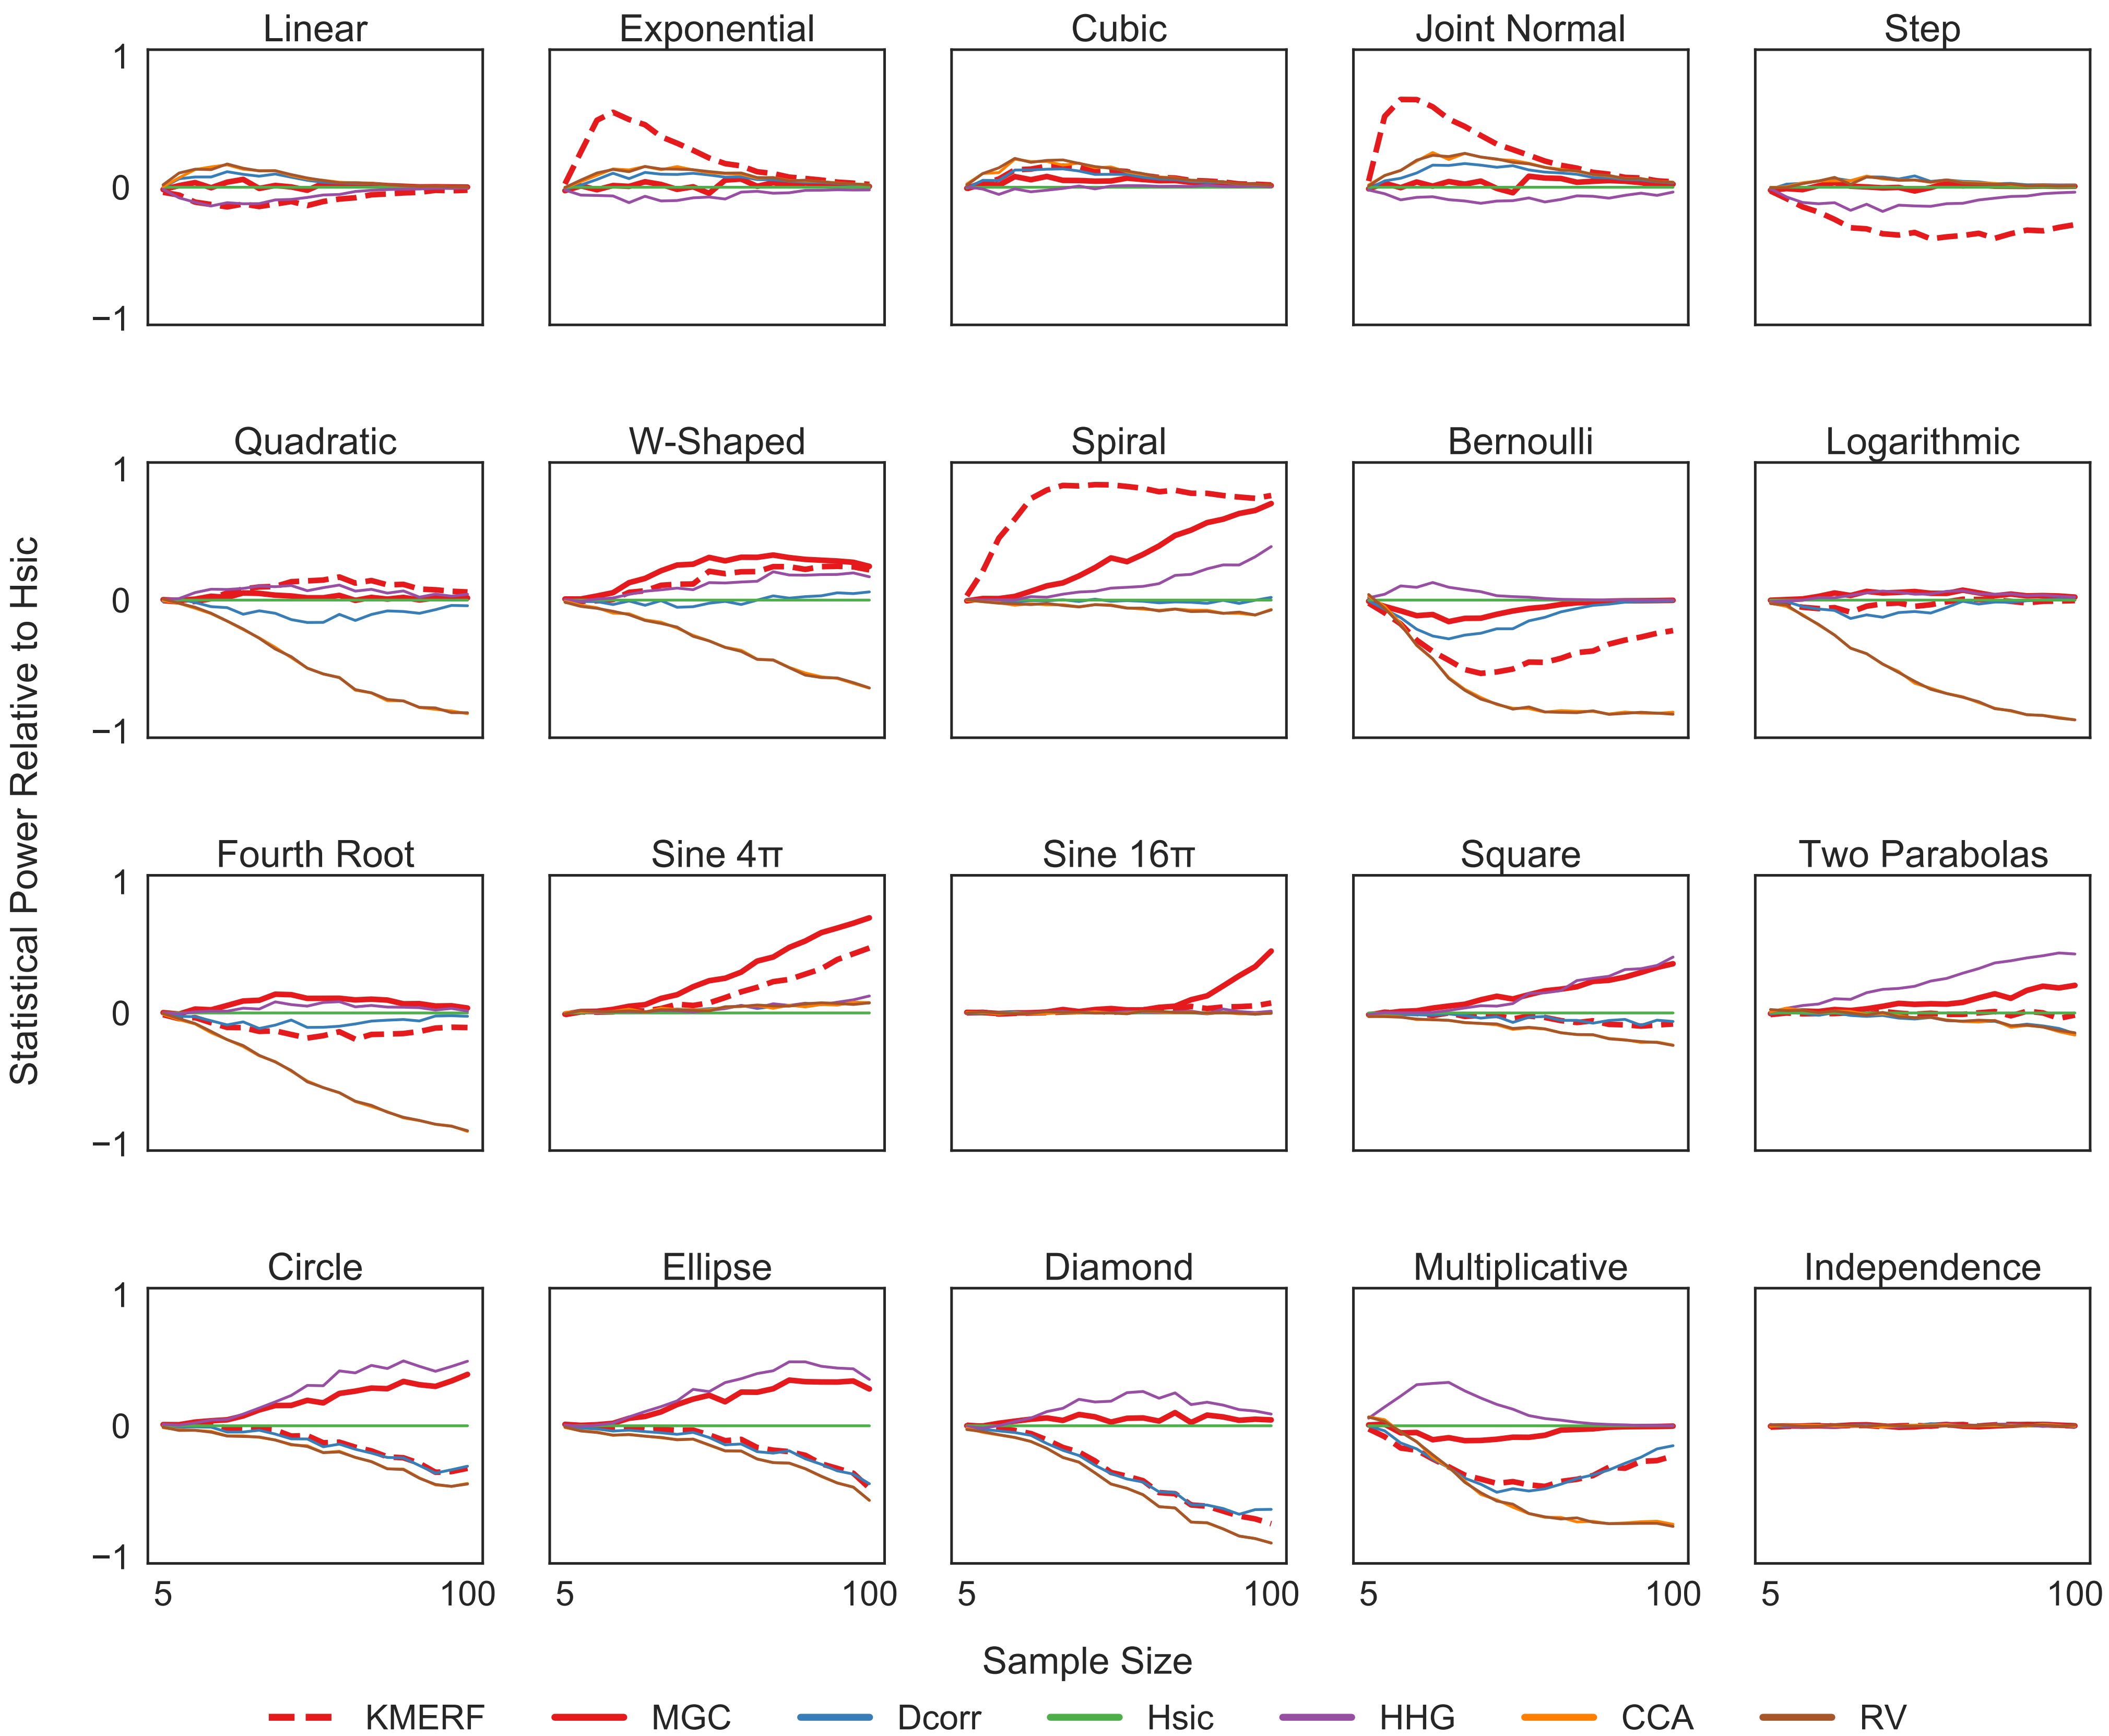 Linear Exponential Cubic Joint Normal Step
1
0
−1
Quadratic W-Shaped Spiral Bernoulli Logarithmic
1
0
−1
Statistical Power Relative to Hsic
Fourth Root Sine 4π Sine 16π Square Two Parabolas
1
0
−1
Circle Ellipse Diamond Multiplicative Independence
1
0
−1
5 100 5 100 5 100 5 100 5 100
Sample Size
KMERF MGC Dcorr Hsic HHG CCA RV